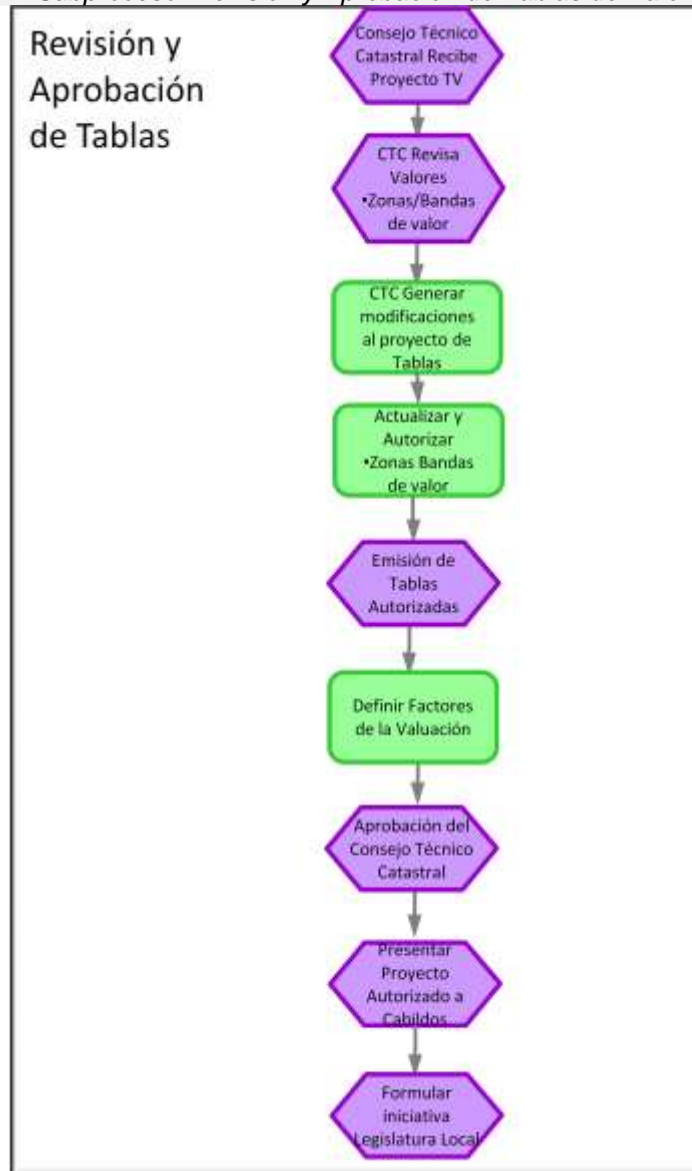 Revisión y
Aprobación
de Tablas
Consejo Técnico
Catastral Recibe
Proyecto TV
CTC Revisa
Valores
•Zonas/Bandas
de valor
CTC Generar
modificaciones
al proyecto de
Tablas
Actualizar y
Autorizar
•Zonas Bandas
de valor
Emisión de
Tablas
Autorizadas
Definir Factores
de la Valuación
Aprobación del
Consejo Técnico
Catastral
Presentar
Proyecto
Autorizado a
Cabildos
Formular
iniciativa
Legislatura Local